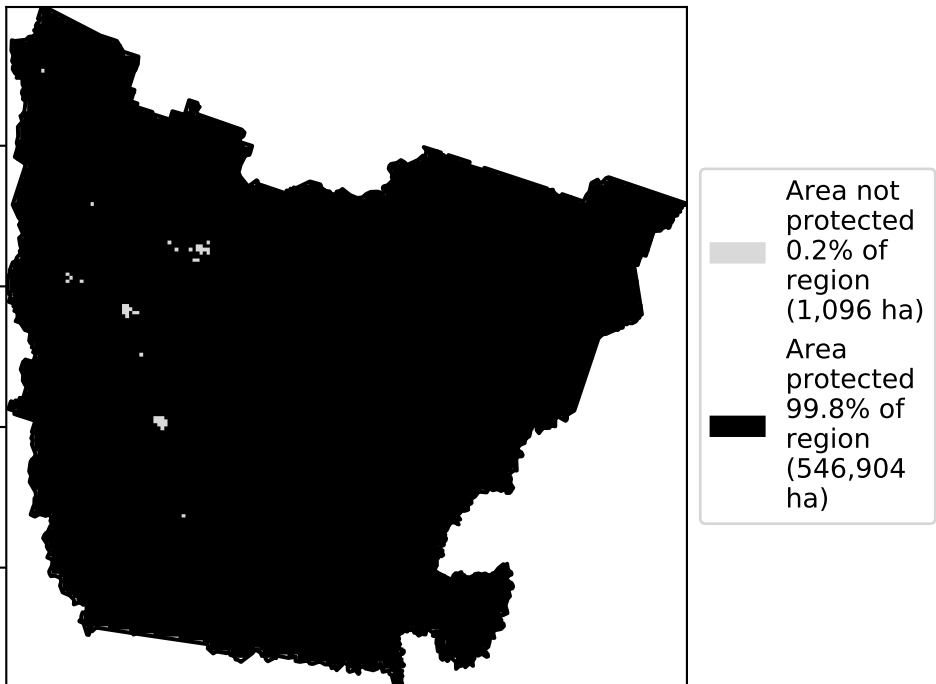 Area not
protected
0.2% of
region
(1,096 ha)
Area
protected
99.8% of
region
(546,904
ha)